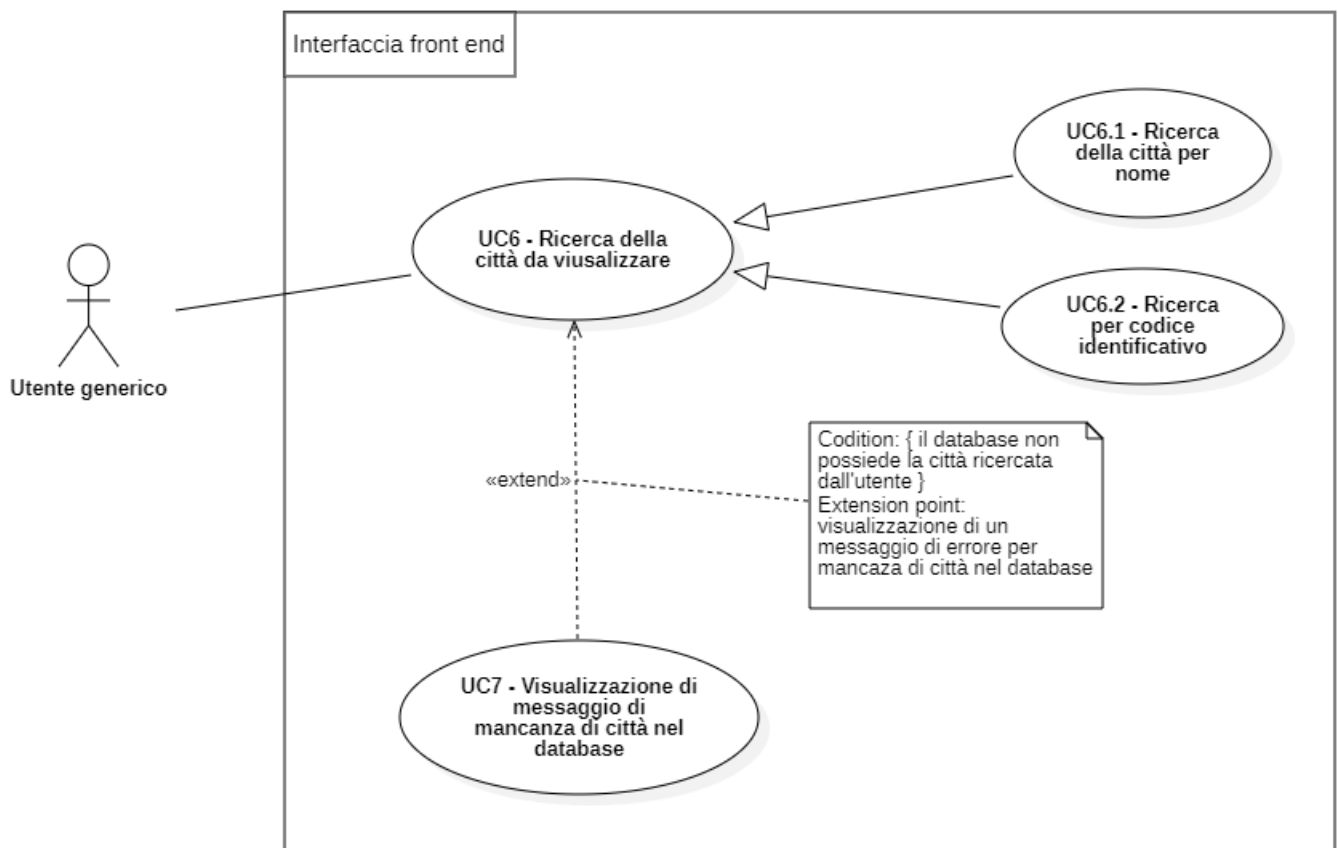 Interfaccia front end
UC6.1 - Ricerca
della città per
nome
UC6 - Ricerca della
città da viusalizzare
UC6.2 - Ricerca
per codice
identificativo
Utente generico
Codition: { il database non
possiede la città ricercata
dall'utente }
Extension point:
visualizzazione di un
messaggio di errore per
mancaza di città nel database
«extend»
UC7 - Visualizzazione di
messaggio di
mancanza di città nel
database